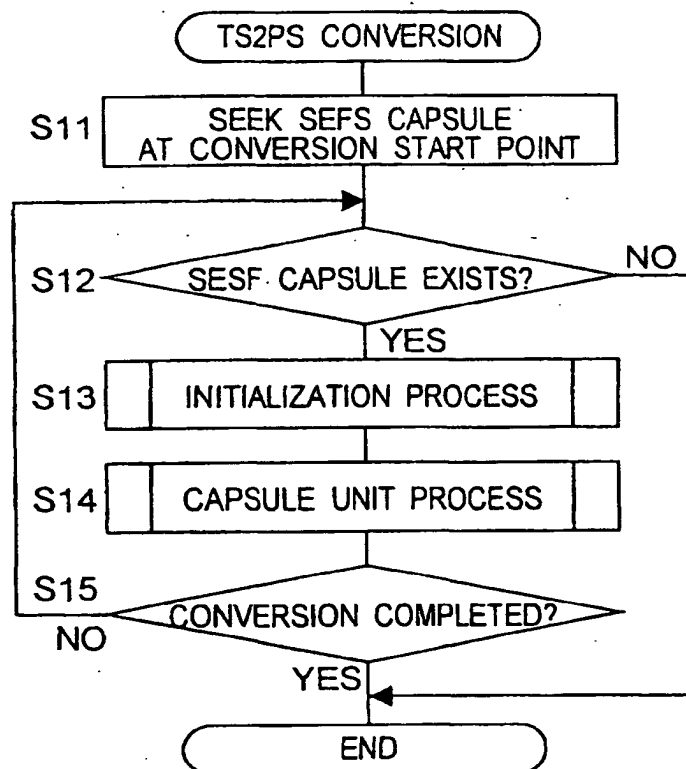 TS2PS CONVERSION
S11
SEEK SEFS CAPSULE
AT CONVERSION START POINT
S12
SESF CAPSULE EXISTS?
NO
YES
S13
INITIALIZATION PROCESS
S14
CAPSULE UNIT PROCESS
S15
CONVERSION COMPLETED?
NO
YES
END